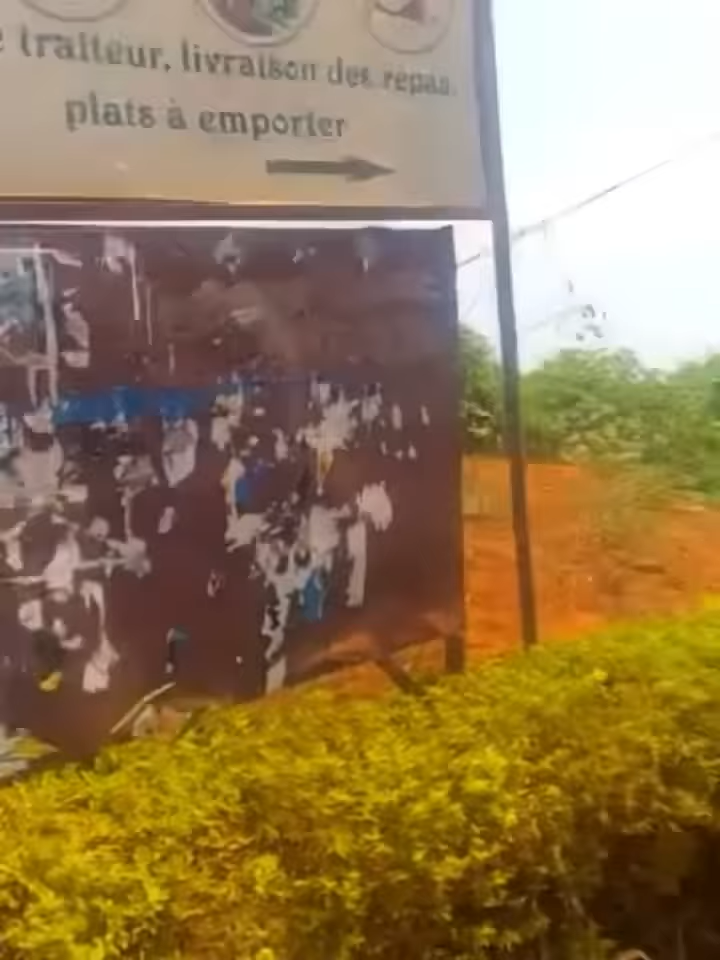 e traiteur, livraison des repas,
plats à emporter